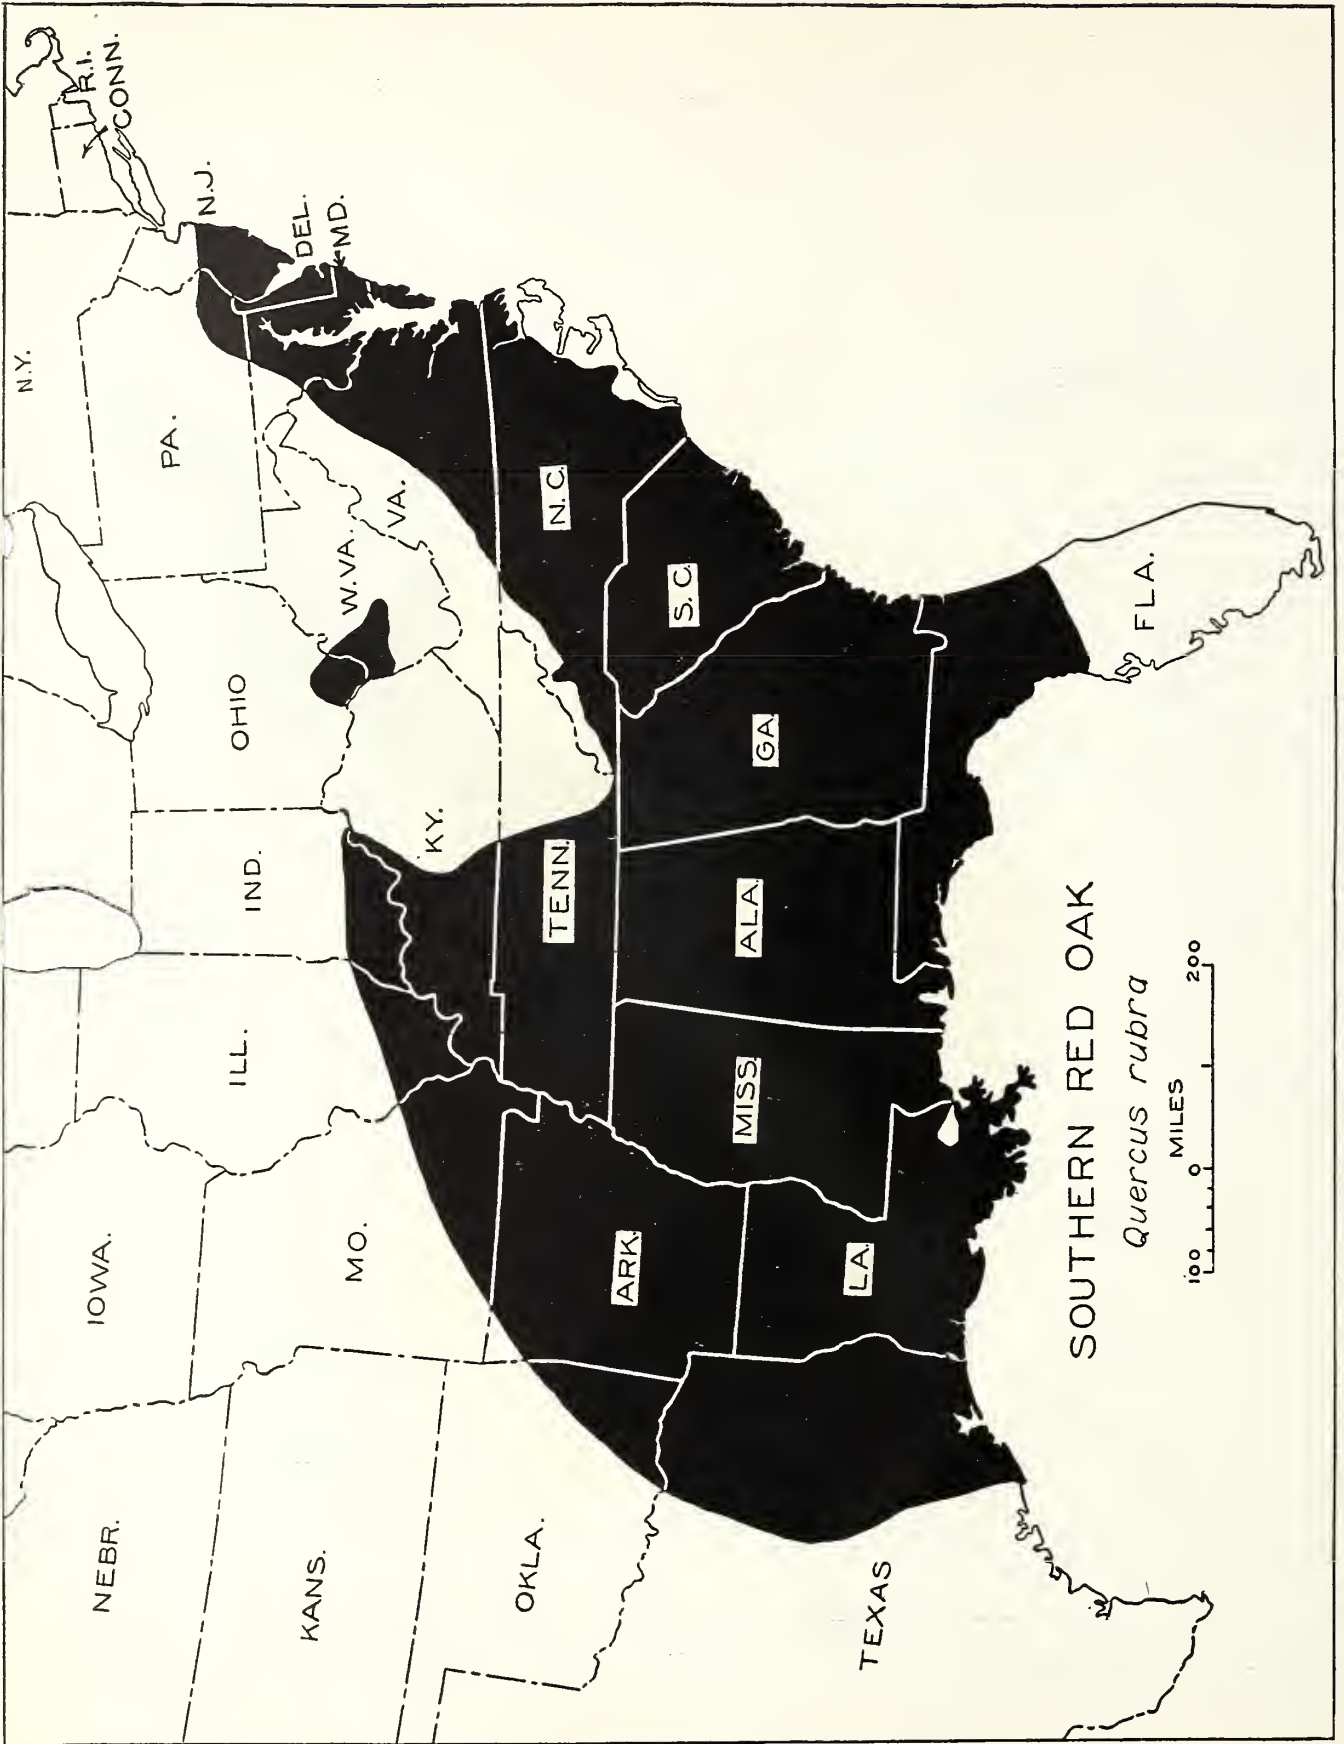 N.Y.
R.I.
CONN.
NEBR.
IOWA.
ILL.
IND.
OHIO
PA.
N.J.
DEL.
MD.
KANS.
MO.
KY.
W.VA.
VA.
OKLA.
ARK.
TENN.
N.C.
S.C.
TEXAS
LA.
MISS.
ALA.
GA.
FLA.
SOUTHERN RED OAK
Quercus rubra
MILES
100 0 200